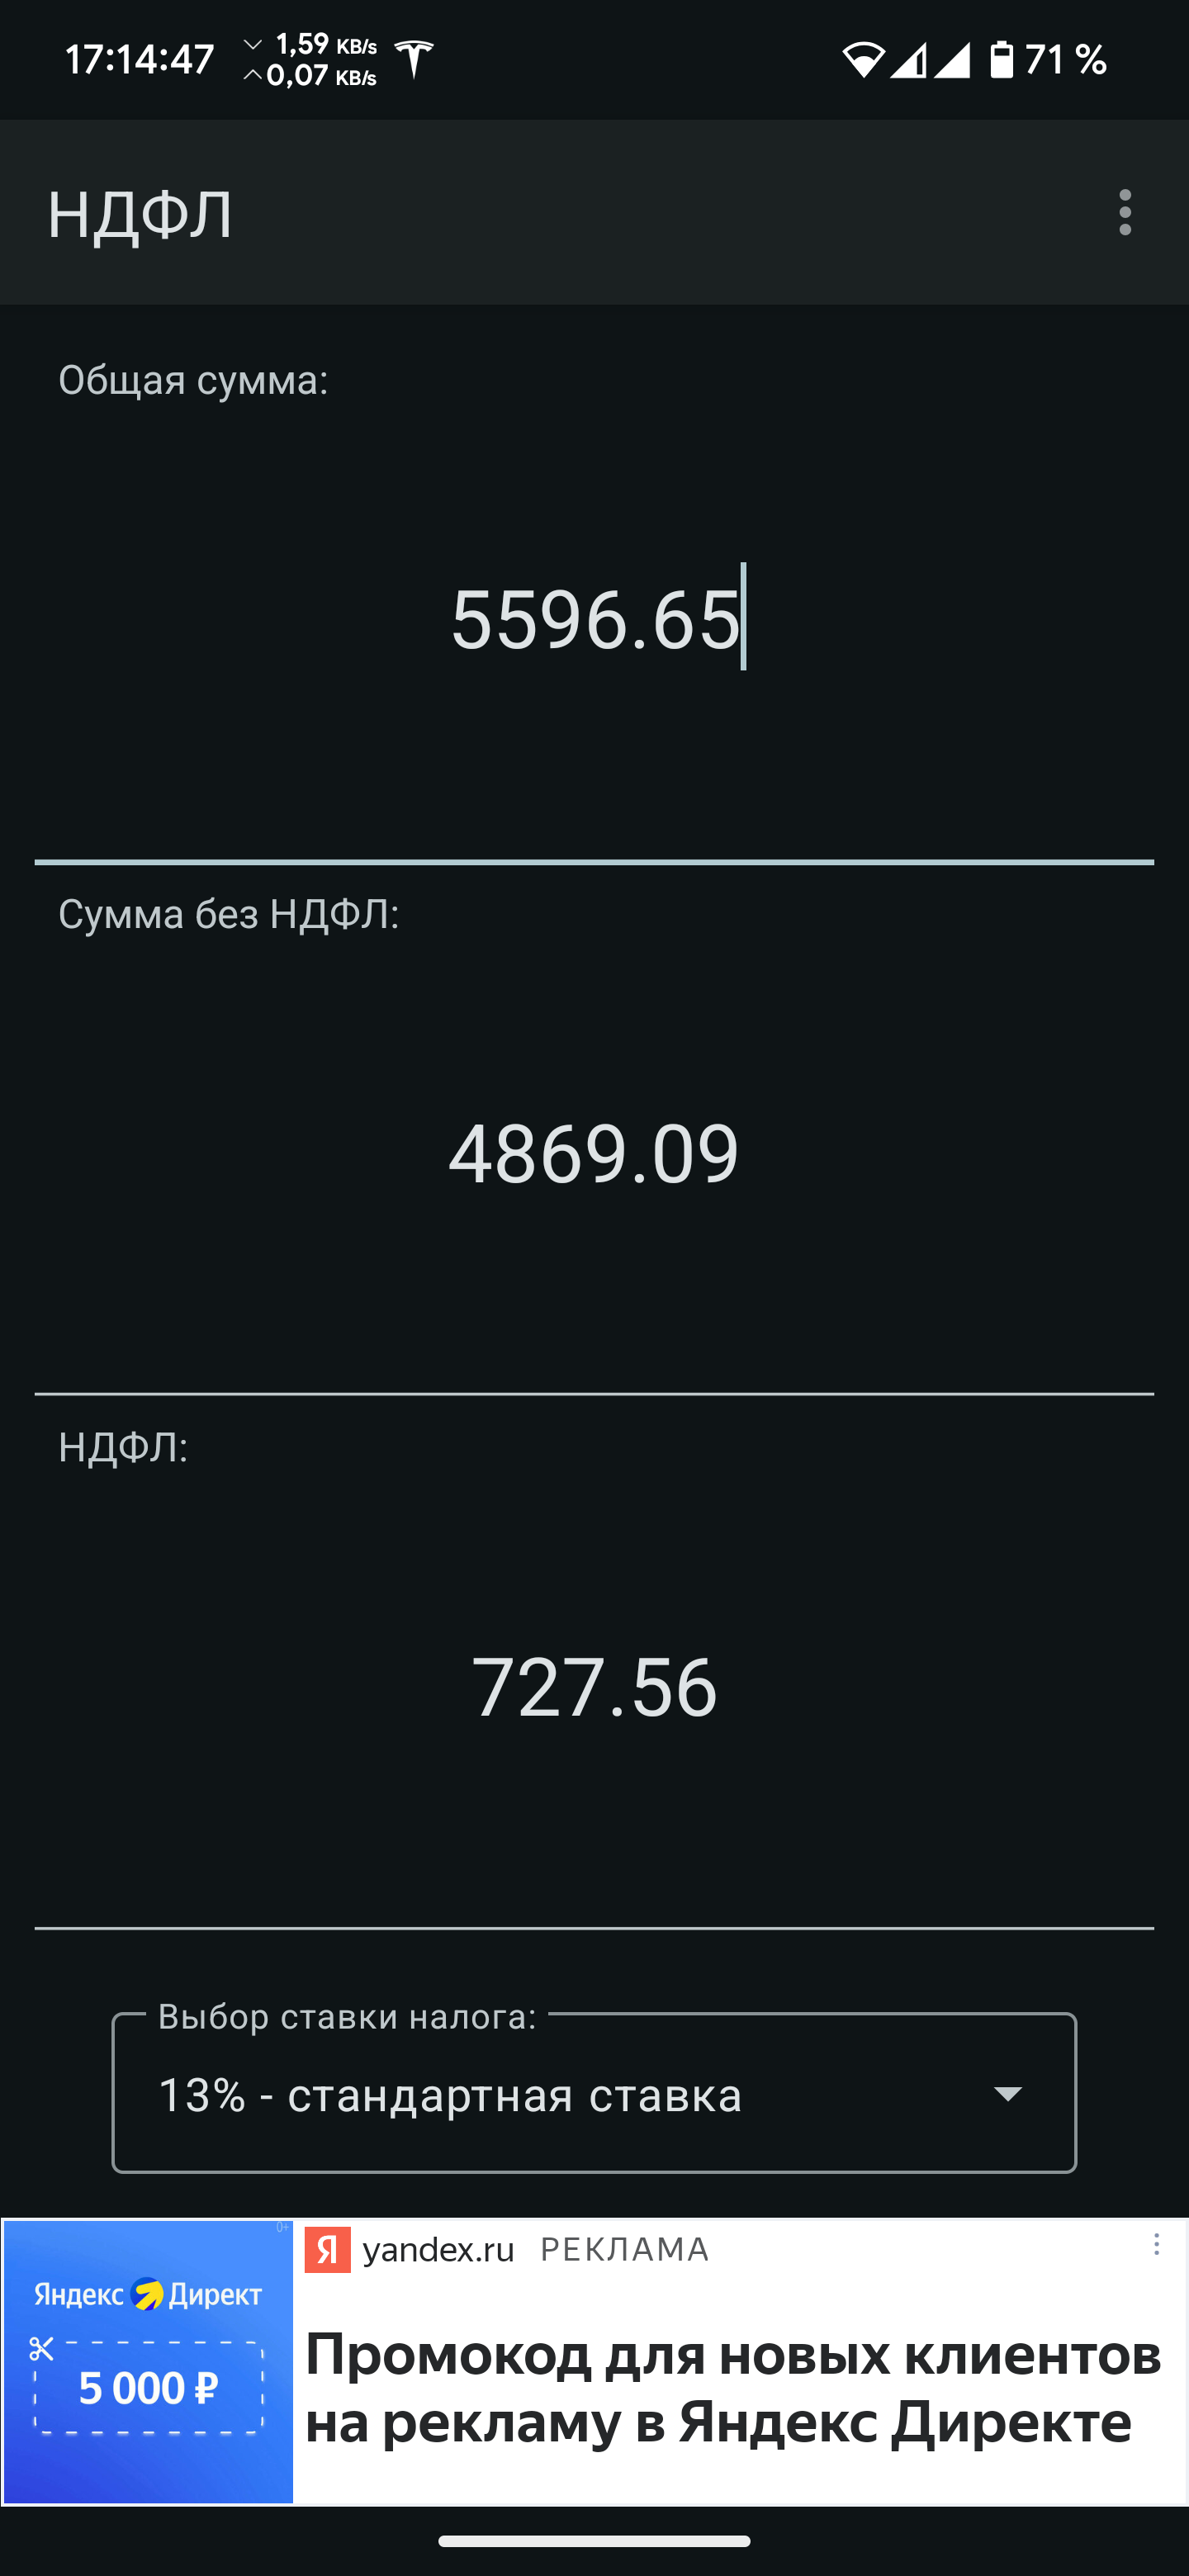 17:14:47 1,59 KB/s 71 %
0,07 KB/s
НДФЛ
Общая сумма:
5596.65
Сумма без НДФЛ:
4869.09
НДФЛ:
727.56
Выбор ставки налога:
13% - стандартная ставка
0+
Я yandex.ru РЕКЛАМА
Яндекс Директ
5 000 ₽
Промокод для новых клиентов
на рекламу в Яндекс Директе